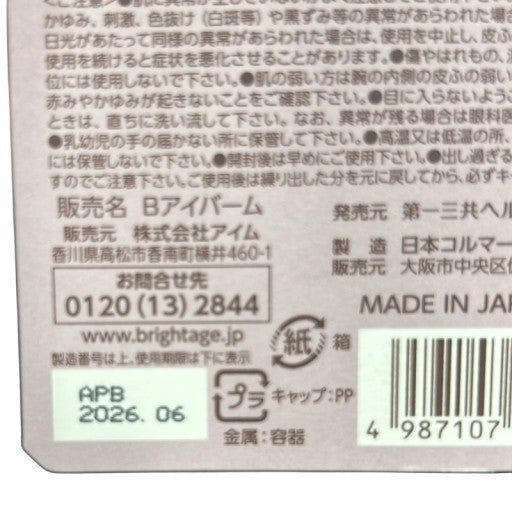 かゆみ、刺激、色抜け(白斑等)や黒ずみ等の異常があらわれた場合
日光があたって同様の異常があらわれた場合は、使用を中止し、皮ふ
使用を続けると症状を悪化させることがあります。●傷やはれもの、
位には使用しないで下さい。●肌の弱い方は腕の内側の皮ふの弱い
赤みやかゆみが起きないことをご確認下さい。●目に入らないよう
ときは、直ちに洗い流して下さい。なお、異常が残る場合は眼科医
●乳幼児の手の届かない所に保管して下さい。●高温又は低温の所、
には保管しないで下さい。●開封後は早めにご使用下さい。●出し過ぎる
すのでご注意下さい。ご使用後は繰り出した分を元に戻してから、必ずキ
販売名 Bアイバーム
販売元 株式会社アイム
香川県高松市香南町横井460-1
お問合せ先
0120(13)2844
www.brightage.jp
製造番号は上、使用期限は下に表示
APB
2026.06
発売元 第一三共ヘル
製造 日本コルマー
販売元 大阪市中央区
MADE IN JAP
紙 箱
プラ キャップ:PP
金属:容器
4 987107